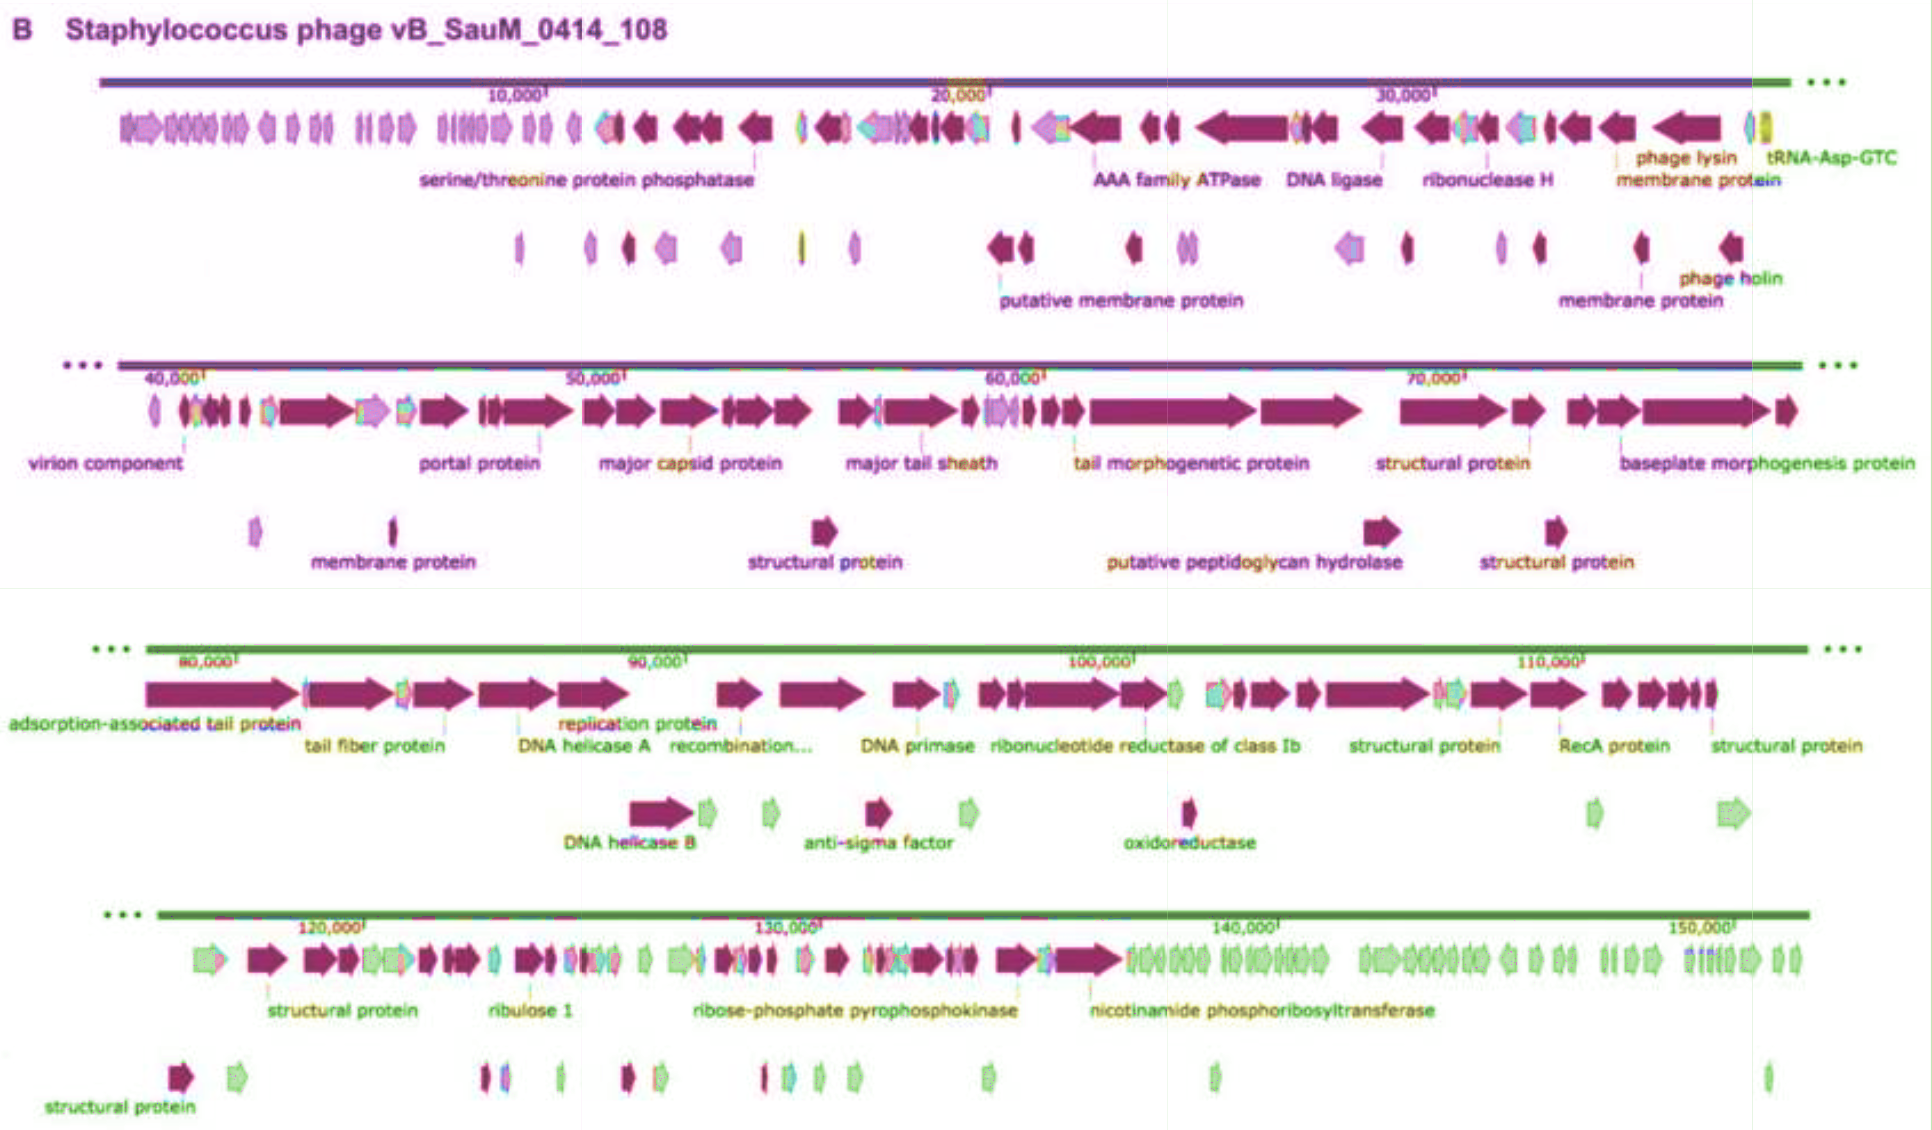 B Staphylococcus phage vB_SauM_0414_108
10,000 20,000 30,000
phage lysin tRNA-Asp-GTC
serine/threonine protein phosphatase AAA family ATPase DNA ligase ribonuclease H membrane protein
phage holin
putative membrane protein membrane protein
40,000 50,000 60,000 70,000
virion component portal protein major capsid protein major tail sheath tail morphogenetic protein structural protein baseplate morphogenesis protein
membrane protein structural protein putative peptidoglycan hydrolase structural protein
80,000 90,000 100,000 110,000
adsorption-associated tail protein replication protein
tail fiber protein DNA helicase A recombination... DNA primase ribonucleotide reductase of class Ib structural protein RecA protein structural protein
DNA helicase B anti-sigma factor oxidoreductase
120,000 130,000 140,000 150,000
structural protein ribulose 1 ribose-phosphate pyrophosphokinase nicotinamide phosphoribosyltransferase
structural protein